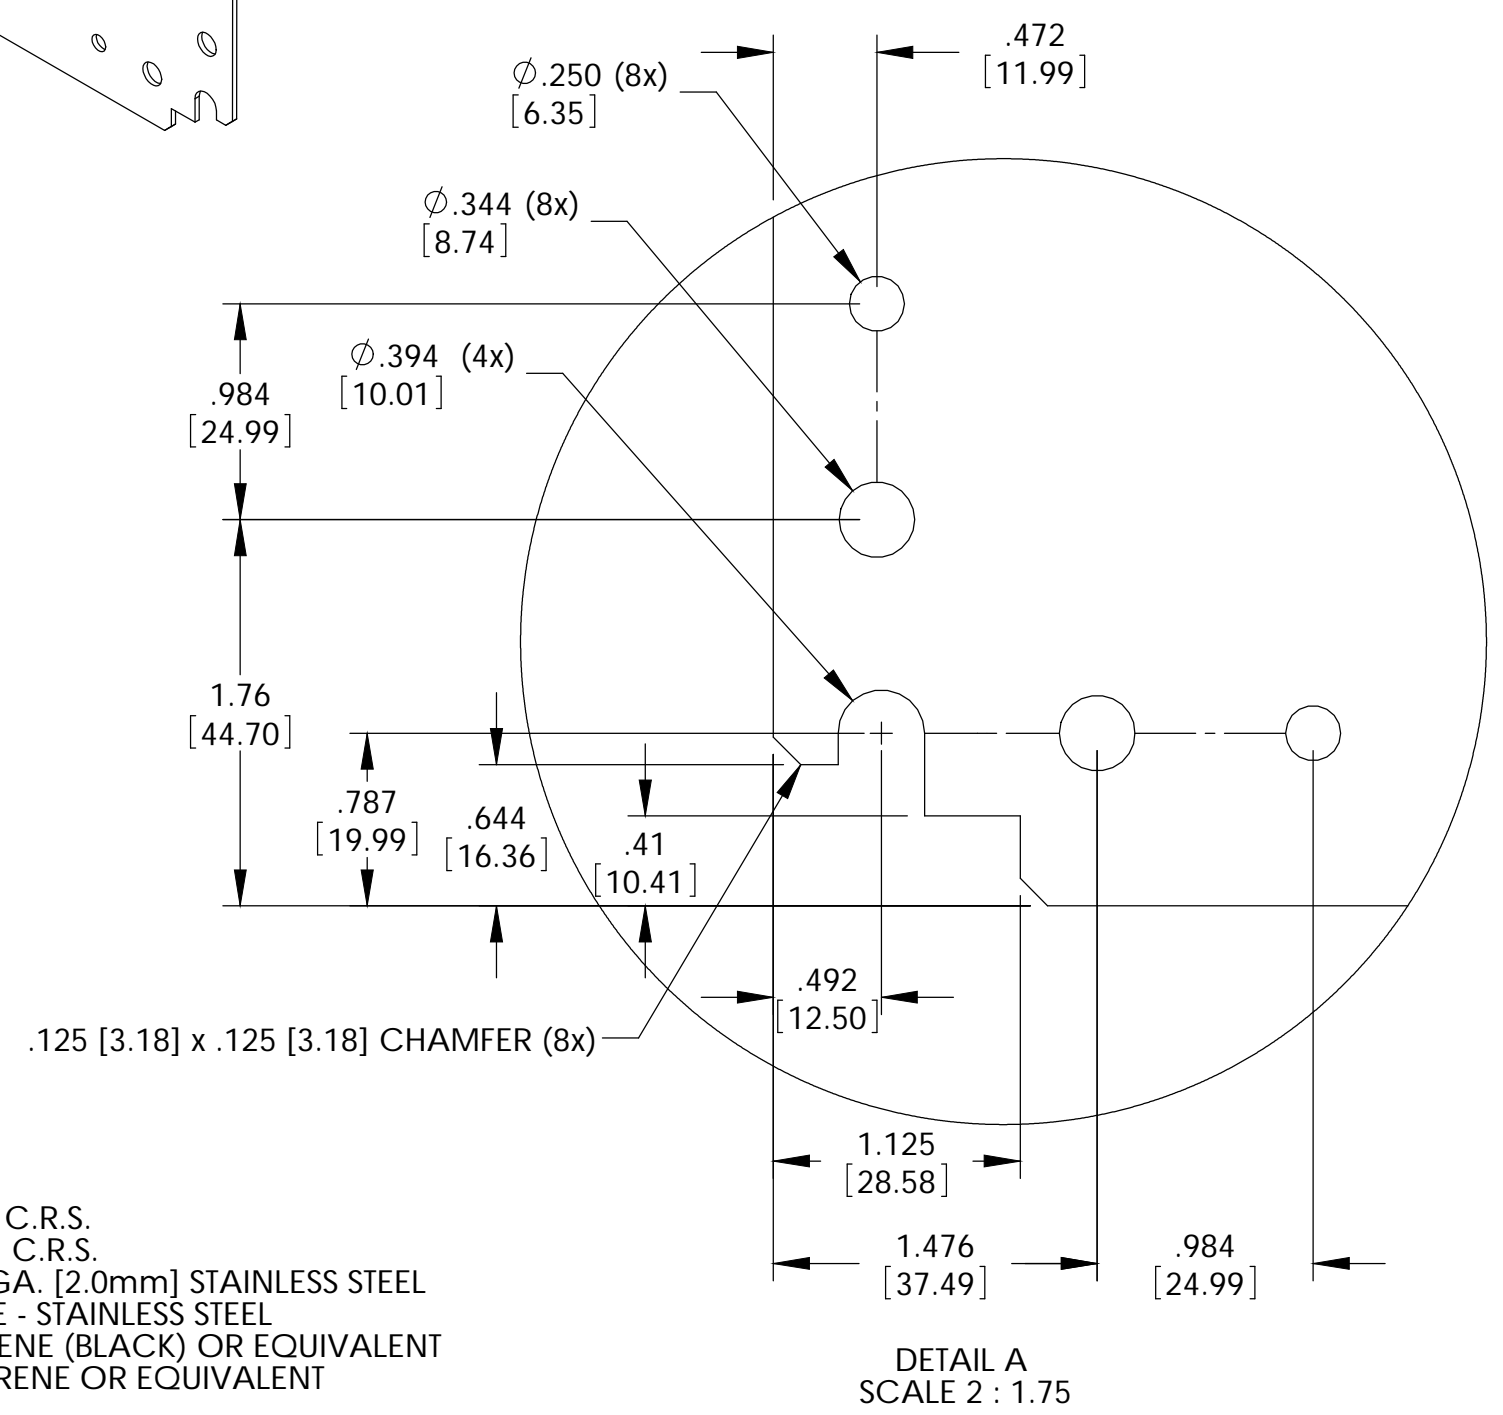 .472
[11.99]
⌀.250 (8x)
[6.35]
⌀.344 (8x)
[8.74]
⌀.394 (4x)
[10.01]
.984
[24.99]
1.76
[44.70]
.787
[19.99]
.644
[16.36]
.41
[10.41]
.492
[12.50]
.125 [3.18] x .125 [3.18] CHAMFER (8x)
1.125
[28.58]
1.476
[37.49]
.984
[24.99]
C.R.S.
C.R.S.
GA. [2.0mm] STAINLESS STEEL
- STAINLESS STEEL
(BLACK) OR EQUIVALENT
OR EQUIVALENT
DETAIL A
SCALE 2 : 1.75